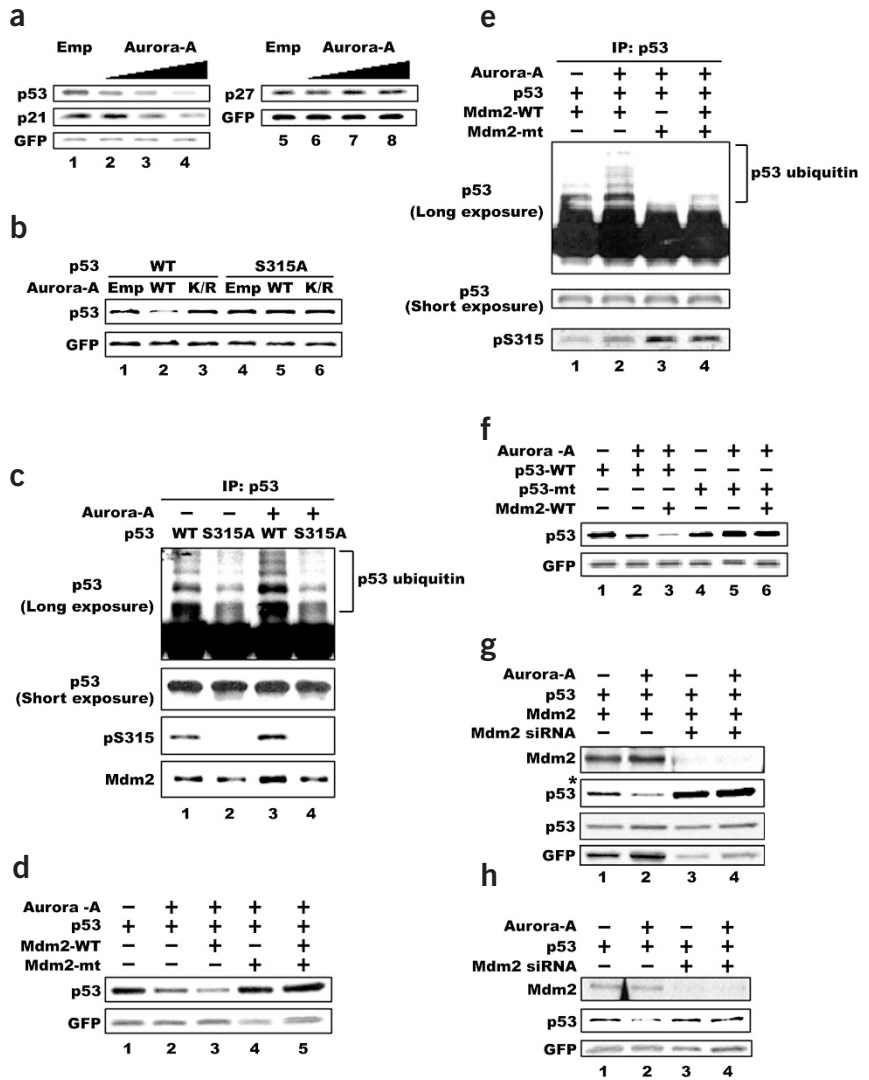 a
Emp Aurora-A
p53
p21
GFP
1 2 3 4
Emp Aurora-A
p27
GFP
5 6 7 8
b
p53 WT S315A
Aurora-A Emp WT K/R Emp WT K/R
p53
GFP
1 2 3 4 5 6
c
IP: p53
Aurora-A − − + +
p53 WT S315A WT S315A
p53 ubiquitin
p53
(Long exposure)
p53
(Short exposure)
pS315
Mdm2
1 2 3 4
d
Aurora -A − + + + +
p53 + + + + +
Mdm2-WT − − + − +
Mdm2-mt − − − + +
p53
GFP
1 2 3 4 5
e
IP: p53
Aurora-A − + + +
p53 + + + +
Mdm2-WT + + − +
Mdm2-mt − − + +
p53 ubiquitin
p53
(Long exposure)
p53
(Short exposure)
pS315
1 2 3 4
f
Aurora -A − + + − + +
p53-WT + + + − − −
p53-mt − − − + + +
Mdm2-WT − − + − − +
p53
GFP
1 2 3 4 5 6
g
Aurora-A − + − +
p53 + + + +
Mdm2 + + + +
Mdm2 siRNA − − + +
Mdm2
p53*
p53
GFP
1 2 3 4
h
Aurora-A − + − +
p53 + + + +
Mdm2 siRNA − − + +
Mdm2
p53
GFP
1 2 3 4